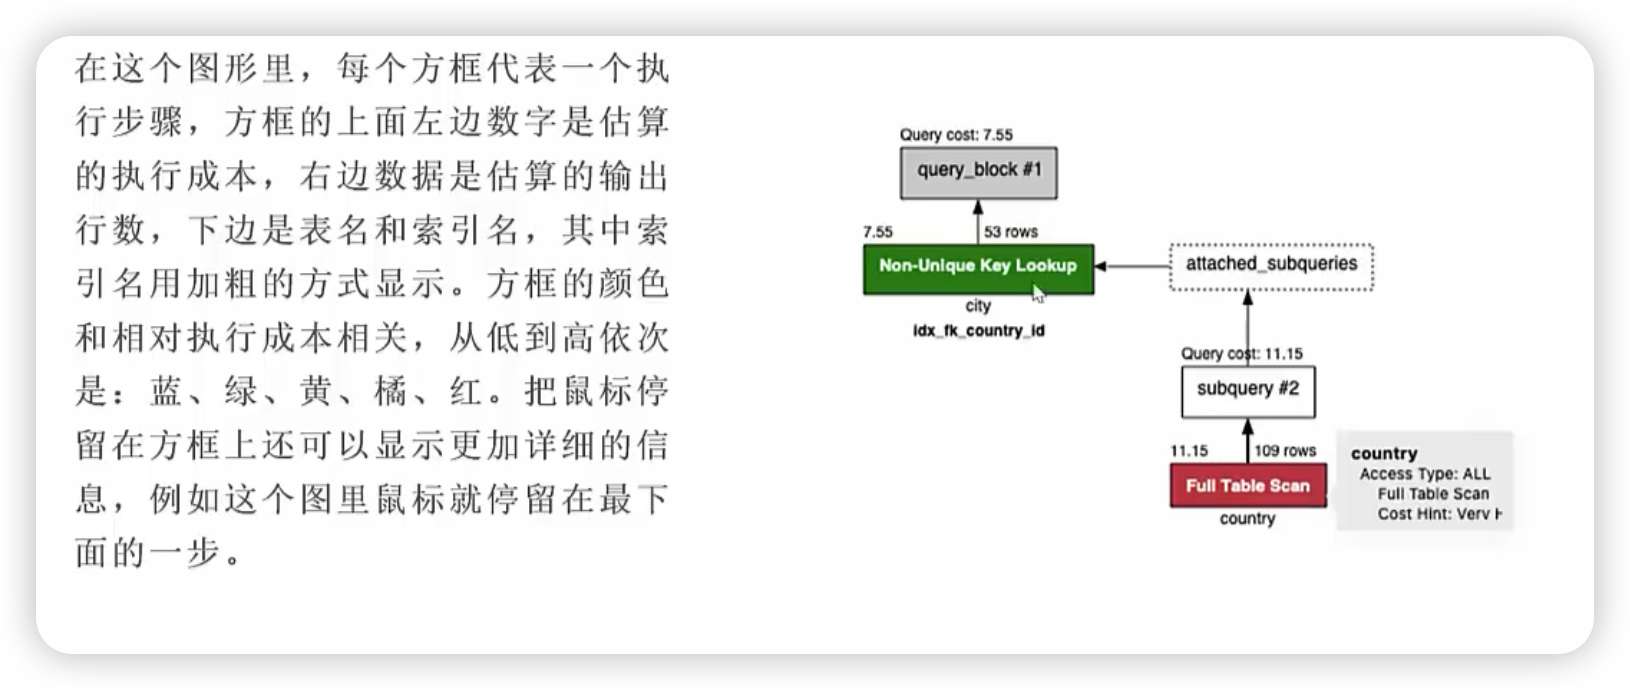 在这个图形里，每个方框代表一个执
行步骤，方框的上面左边数字是估算
的执行成本，右边数据是估算的输出
行数，下边是表名和索引名，其中索
引名用加粗的方式显示。方框的颜色
和相对执行成本相关，从低到高依次
是：蓝、绿、黄、橘、红。把鼠标停
留在方框上还可以显示更加详细的信
息，例如这个图里鼠标就停留在最下
面的一步。
Query cost: 7.55
query_block #1
7.55
53 rows
Non-Unique Key Lookup
city
idx_fk_country_id
attached_subqueries
Query cost: 11.15
subquery #2
11.15
109 rows
Full Table Scan
country
country
Access Type: ALL
Full Table Scan
Cost Hint: Very